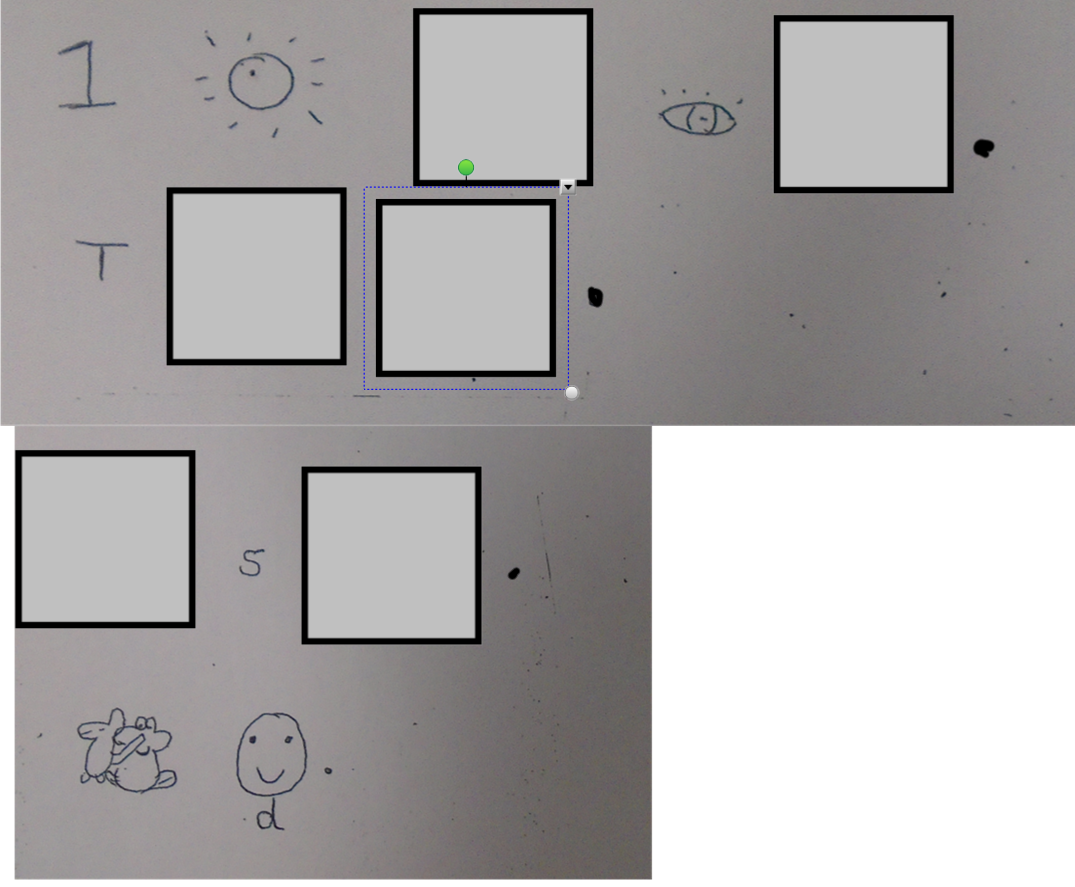 1 .
T .
S .
d .